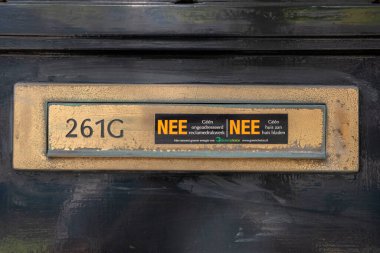 261G
NEE Géén ongeadresseerd reclamedrukwerk
NEE Géén huis aan huis bladen